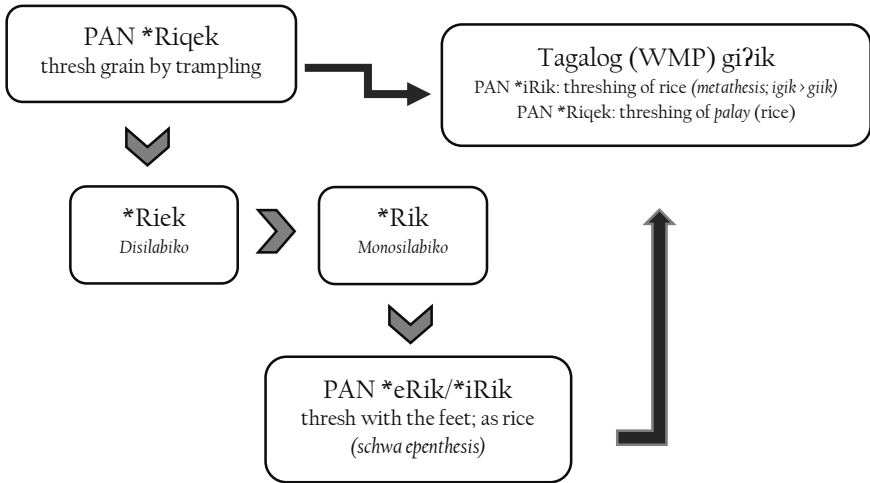 PAN *Riqek
thresh grain by trampling
Tagalog (WMP) giʔik
PAN *iRik: threshing of rice (metathesis; igik > giik)
PAN *Riqek: threshing of palay (rice)
*Riek
Disilabiko
*Rik
Monosilabiko
PAN *eRik/*iRik
thresh with the feet; as rice
(schwa epenthesis)